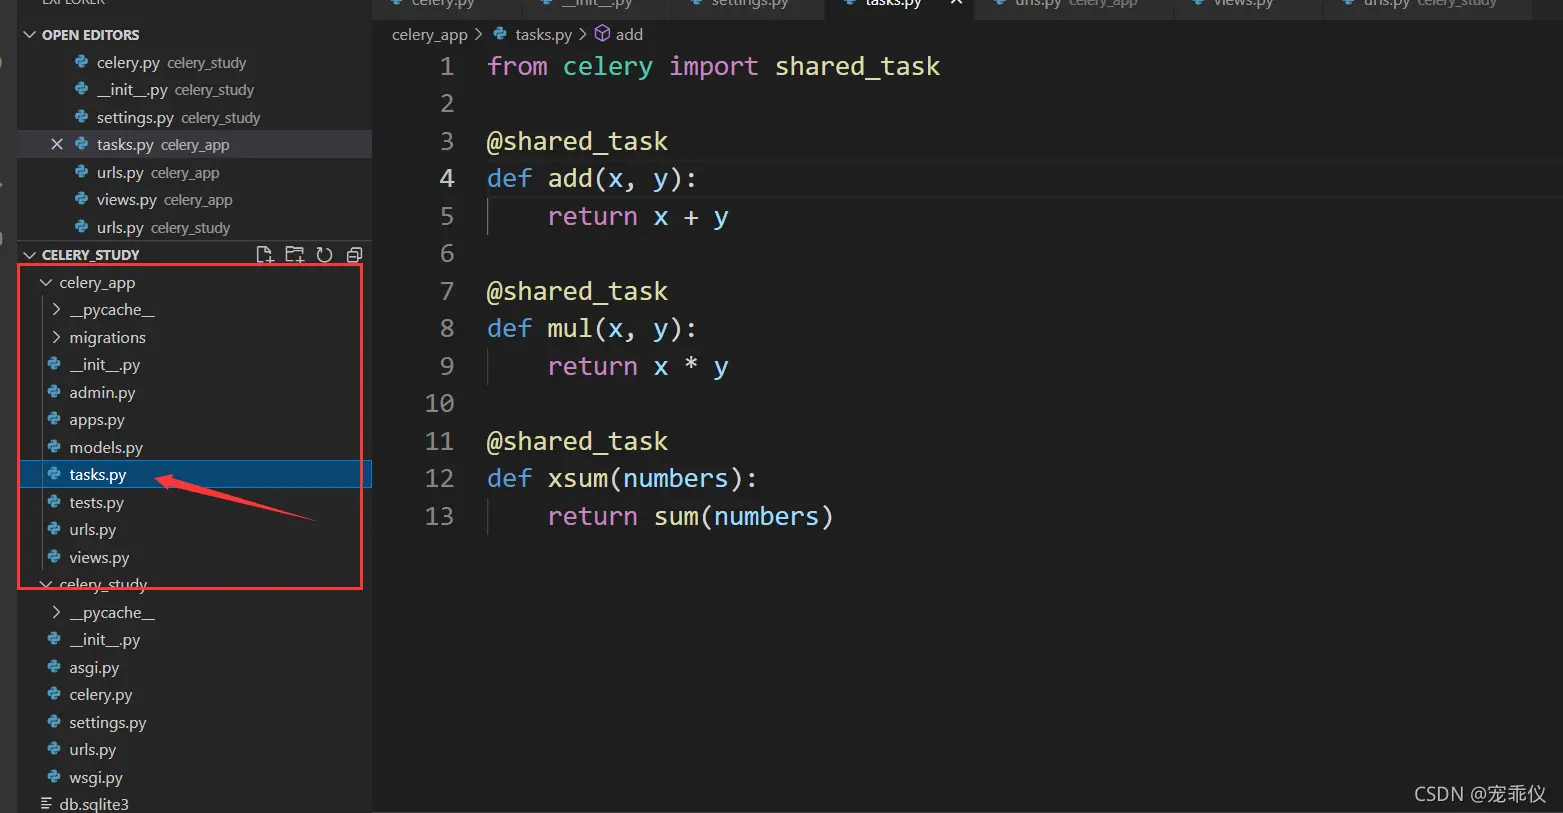 EXPLORER
OPEN EDITORS
celery.py celery_study
__init__.py celery_study
settings.py celery_study
tasks.py celery_app
urls.py celery_app
views.py celery_app
urls.py celery_study
CELERY_STUDY
celery_app
__pycache__
migrations
__init__.py
admin.py
apps.py
models.py
tasks.py
tests.py
urls.py
views.py
celery_study
__pycache__
__init__.py
asgi.py
celery.py
settings.py
urls.py
wsgi.py
db.sqlite3
celery.py __init__.py settings.py tasks.py urls.py celery_app views.py urls.py celery_study
celery_app > tasks.py > add
1 from celery import shared_task
2
3 @shared_task
4 def add(x, y):
5 return x + y
6
7 @shared_task
8 def mul(x, y):
9 return x * y
10
11 @shared_task
12 def xsum(numbers):
13 return sum(numbers)
CSDN @宠乖仪